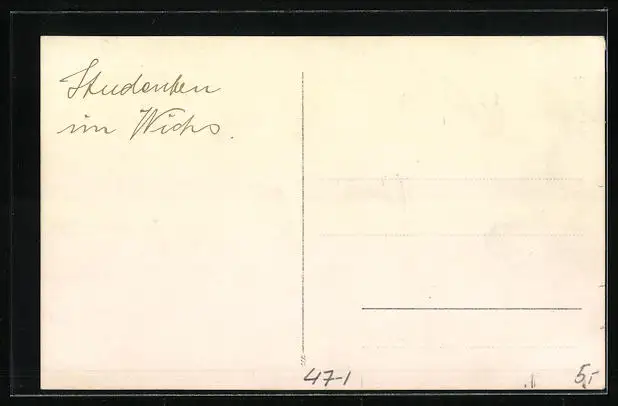 Studenten
im Wichs.
47-1
5,-